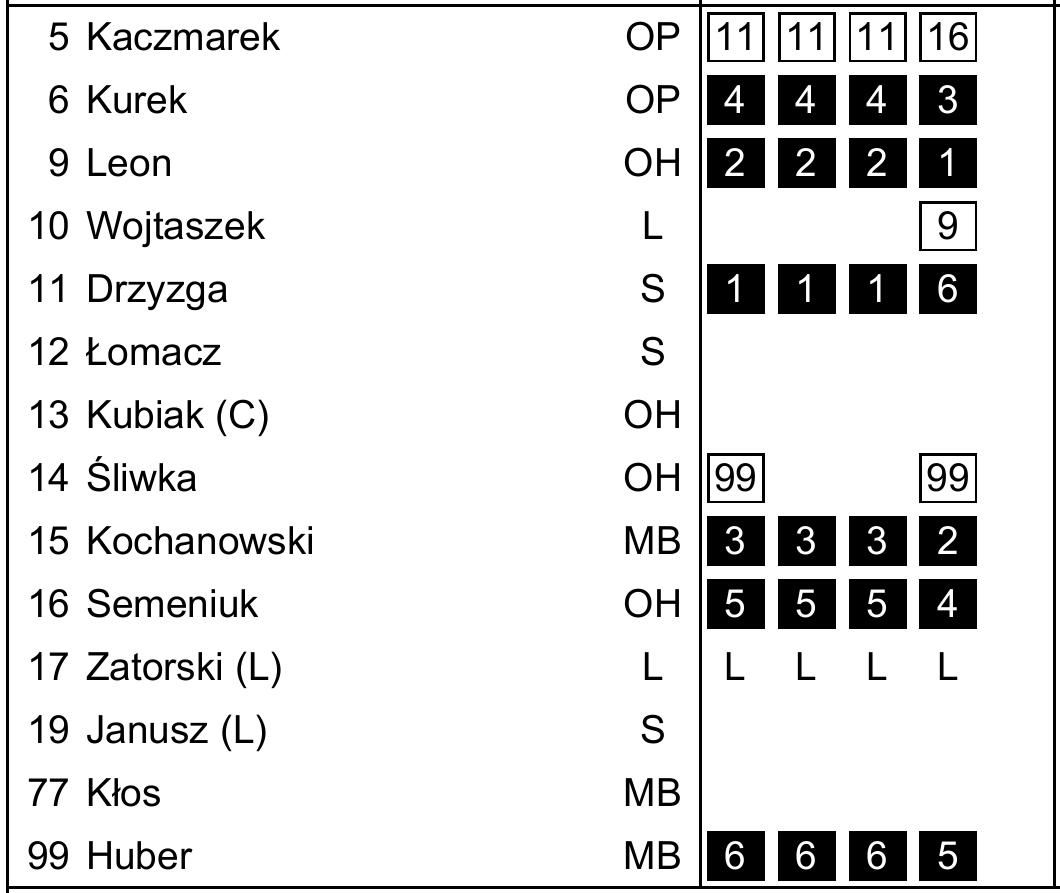 5 Kaczmarek OP 11 11 11 16
6 Kurek OP 4 4 4 3
9 Leon OH 2 2 2 1
10 Wojtaszek L 9
11 Drzyzga S 1 1 1 6
12 Łomacz S
13 Kubiak (C) OH
14 Śliwka OH 99 99
15 Kochanowski MB 3 3 3 2
16 Semeniuk OH 5 5 5 4
17 Zatorski (L) L L L L L
19 Janusz (L) S
77 Kłos MB
99 Huber MB 6 6 6 5